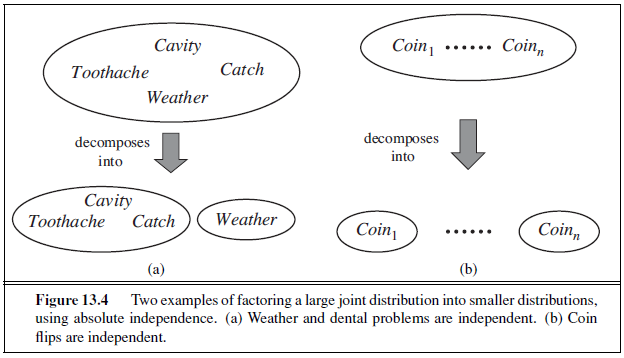 Cavity
Toothache Catch
Weather
decomposes
into
Cavity
Toothache Catch
Weather
(a)
Coin1 ...... Coinn
decomposes
into
Coin1 ...... Coinn
(b)
Figure 13.4 Two examples of factoring a large joint distribution into smaller distributions,
using absolute independence. (a) Weather and dental problems are independent. (b) Coin
flips are independent.